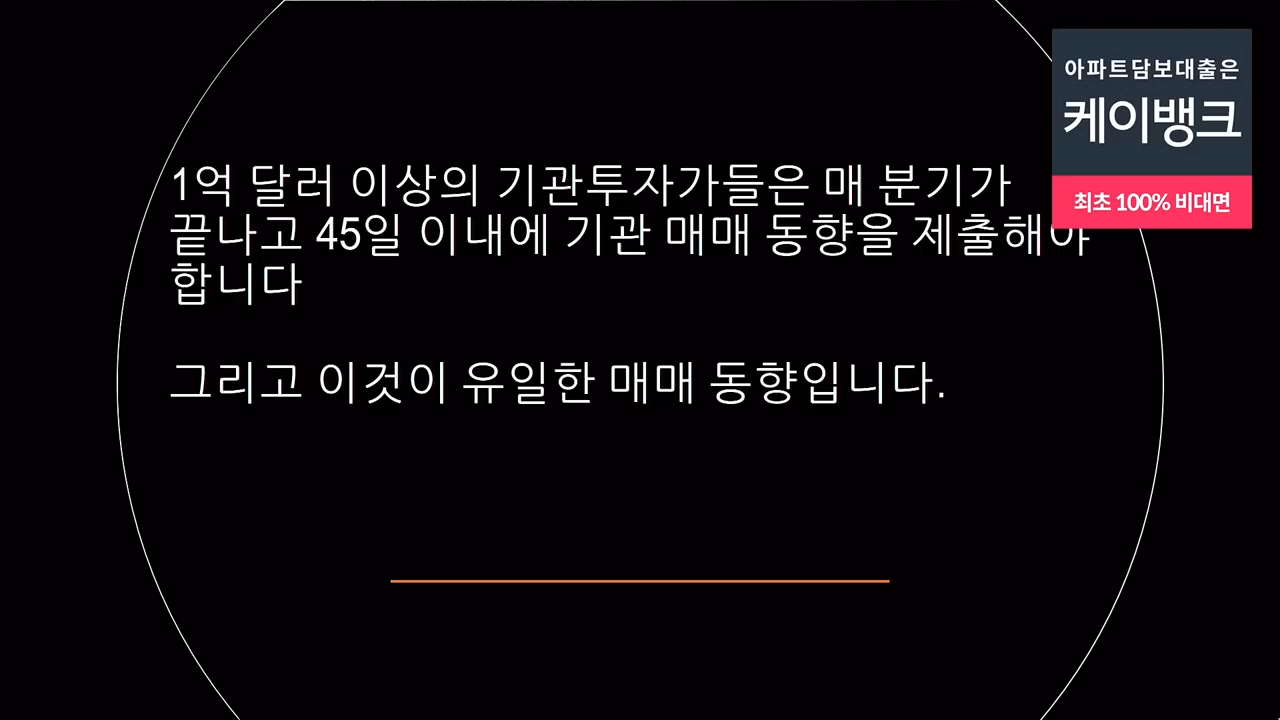 1억 달러 이상의 기관투자가들은 매 분기가
끝나고 45일 이내에 기관 매매 동향을 제출해야
합니다
그리고 이것이 유일한 매매 동향입니다.
아파트담보대출은
케이뱅크
최초 100% 비대면